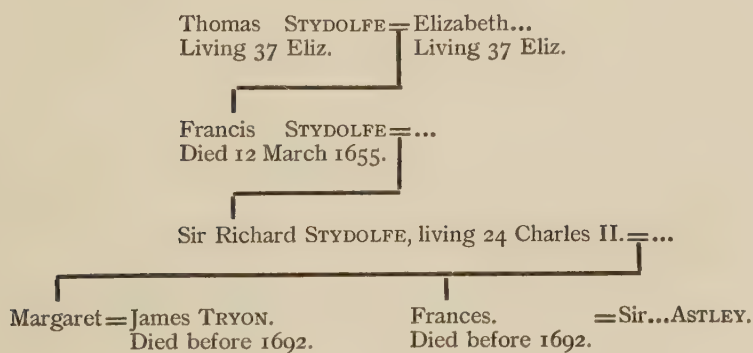 Thomas STYDOLFE=Elizabeth...
Living 37 Eliz. Living 37 Eliz.
Francis STYDOLFE=...
Died 12 March 1655.
Sir Richard STYDOLFE, living 24 Charles II.=...
Margaret=James TRYON. Frances. =Sir...ASTLEY.
Died before 1692. Died before 1692.